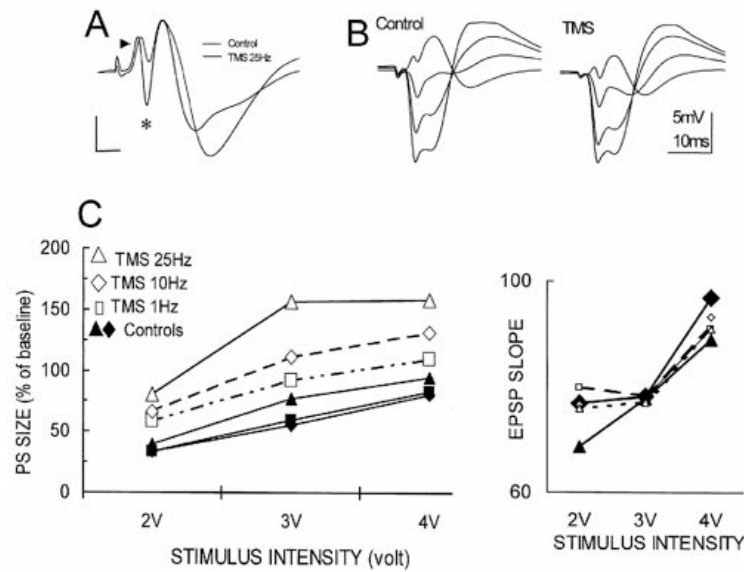 A
Control
TMS 25Hz
*
B
Control
TMS
5mV
10ms
C
200
150
100
50
0
PS SIZE (% of baseline)
TMS 25Hz
TMS 10Hz
TMS 1Hz
Controls
2V
3V
4V
STIMULUS INTENSITY (volt)
100
60
EPSP SLOPE
2V
3V
4V
STIMULUS INTENSITY